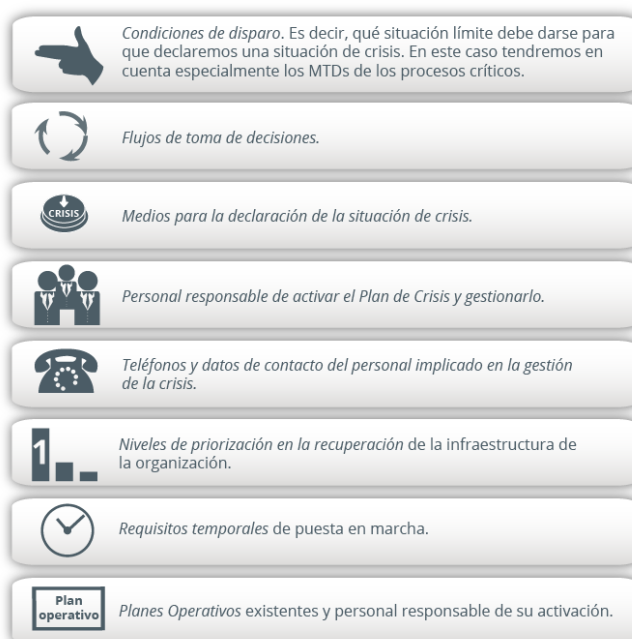 Condiciones de disparo. Es decir, qué situación límite debe darse para
que declaremos una situación de crisis. En este caso tendremos en
cuenta especialmente los MTDs de los procesos críticos.
Flujos de toma de decisiones.
CRISIS
Medios para la declaración de la situación de crisis.
Personal responsable de activar el Plan de Crisis y gestionarlo.
Teléfonos y datos de contacto del personal implicado en la gestión
de la crisis.
1
Niveles de priorización en la recuperación de la infraestructura de
la organización.
Requisitos temporales de puesta en marcha.
Plan
operativo
Planes Operativos existentes y personal responsable de su activación.